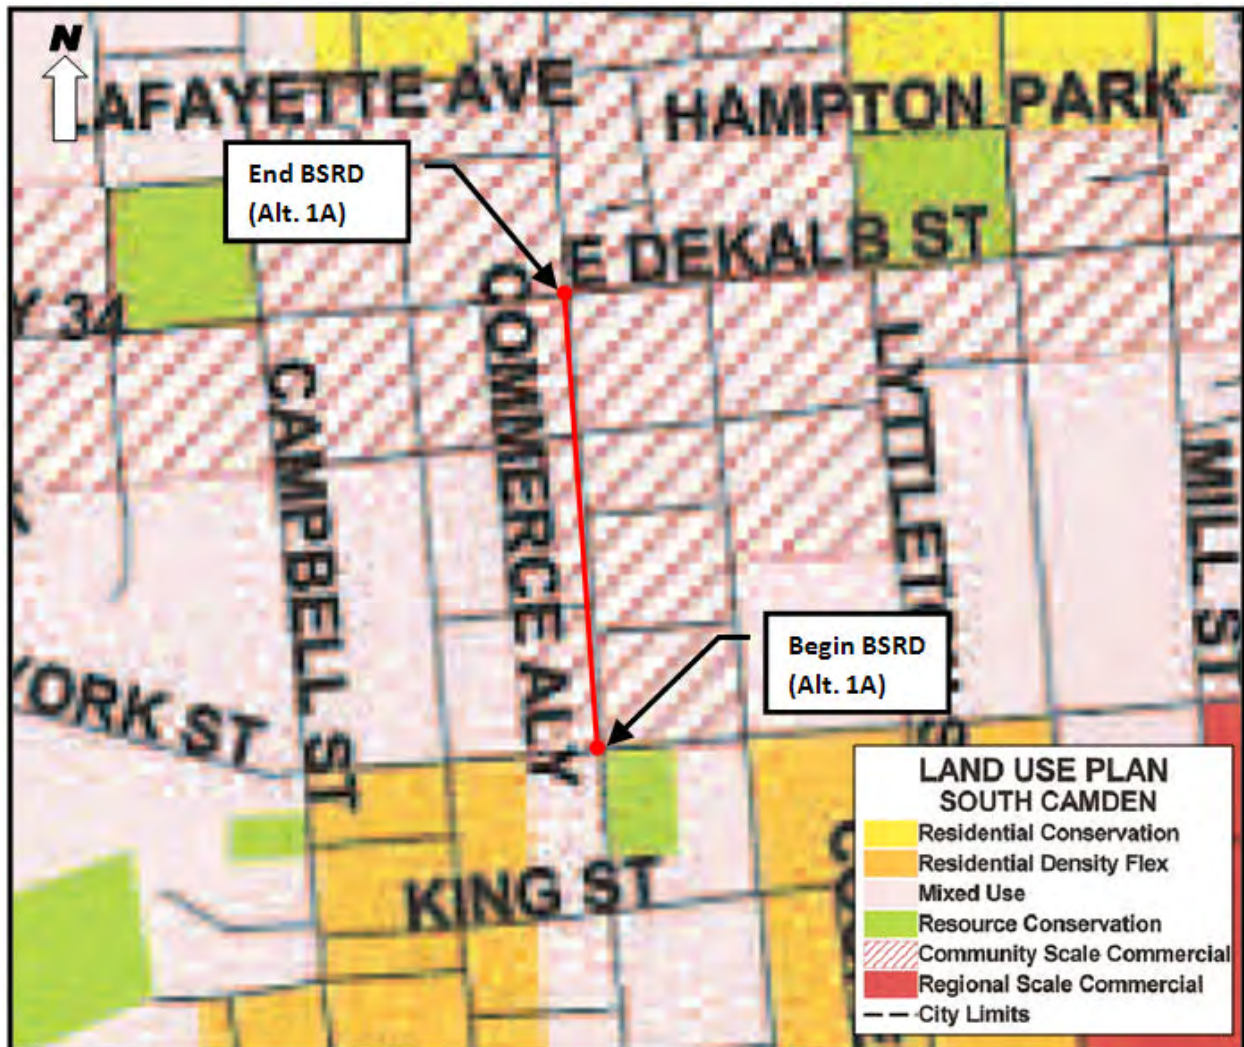 N
LAFAYETTE AVE
HAMPTON PARK
End BSRD
(Alt. 1A)
E DEKALB ST
Y 34
COMMERCE ALY
CAMPBELL ST
LYTTLETON S
MILL ST
YORK ST
Begin BSRD
(Alt. 1A)
KING ST
LAND USE PLAN
SOUTH CAMDEN
Residential Conservation
Residential Density Flex
Mixed Use
Resource Conservation
Community Scale Commercial
Regional Scale Commercial
City Limits